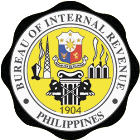 BUREAU OF INTERNAL REVENUE
1904
PHILIPPINES